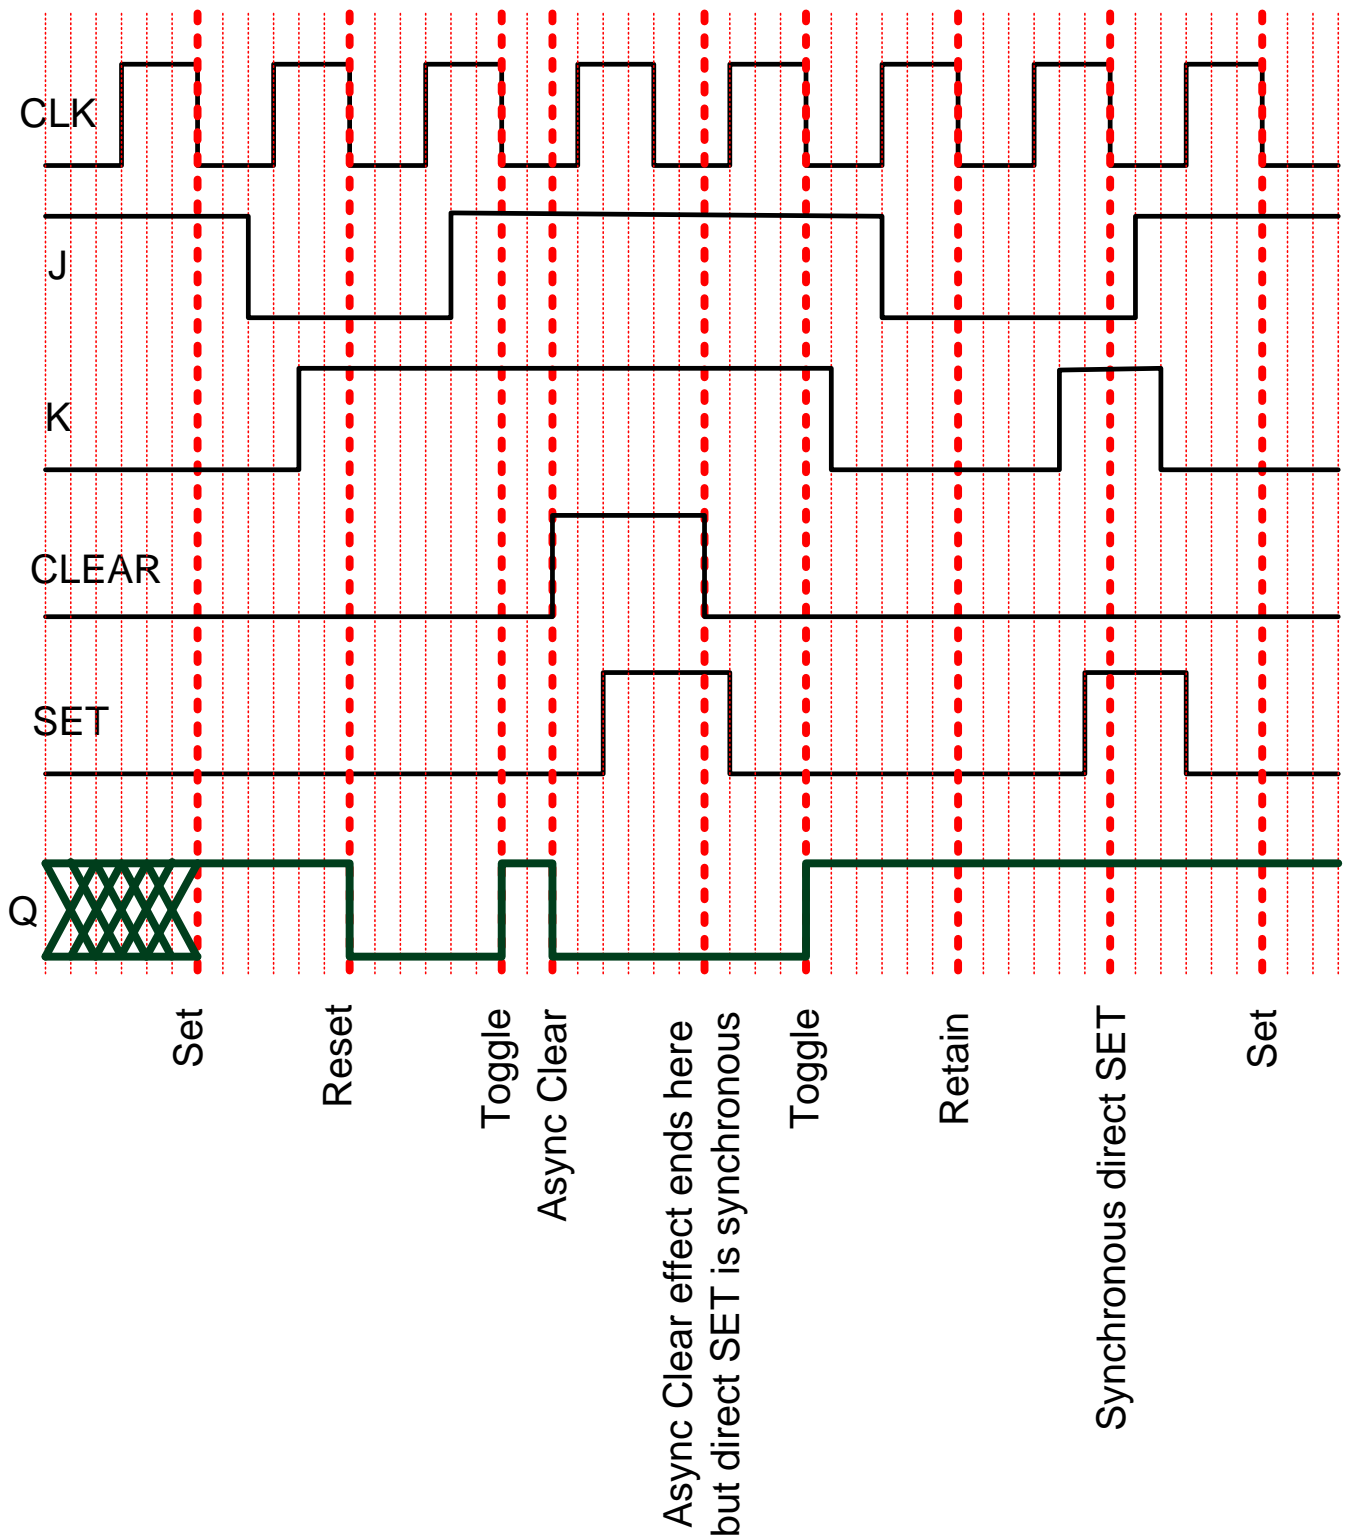 CLK
J
K
CLEAR
SET
Q
Set
Reset
Toggle
Async Clear
Async Clear effect ends here
but direct SET is synchronous
Toggle
Retain
Synchronous direct SET
Set